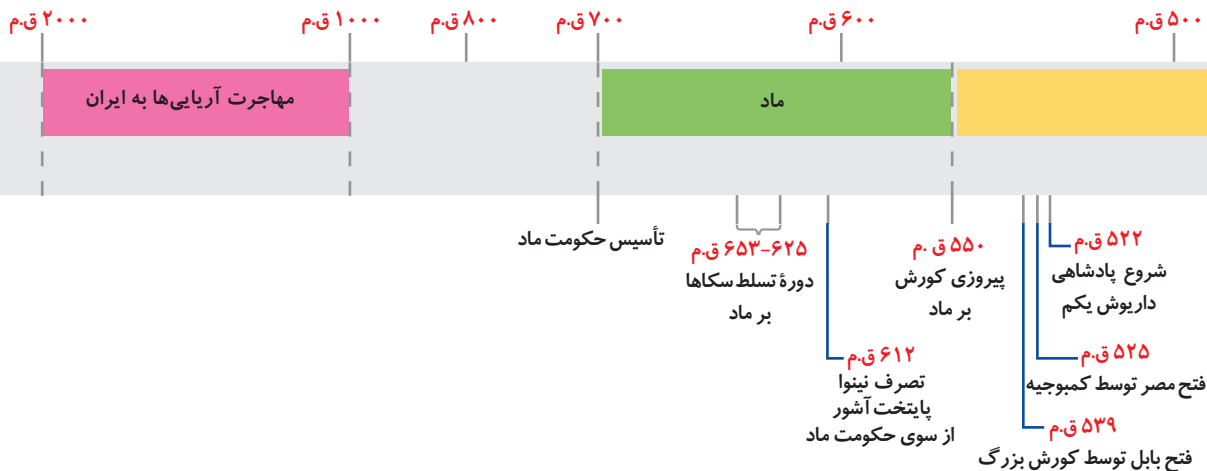 ۲۰۰۰ ق.م
۱۰۰۰ ق.م
۸۰۰ ق.م
۷۰۰ ق.م
۶۰۰ ق.م
۵۰۰ ق.م
مهاجرت آریایی‌ها به ایران
ماد
تأسیس حکومت ماد
۶۵۳–۶۲۵ ق.م
دورۀ تسلط سکاها
بر ماد
۶۱۲ ق.م
تصرف نینوا
پایتخت آشور
از سوی حکومت ماد
۵۵۰ ق .م
پیروزی کورش
بر ماد
۵۲۲ ق.م
شروع پادشاهی
داریوش یکم
۵۲۵ ق.م
فتح مصر توسط کمبوجیه
۵۳۹ ق.م
فتح بابل توسط کورش بزرگ